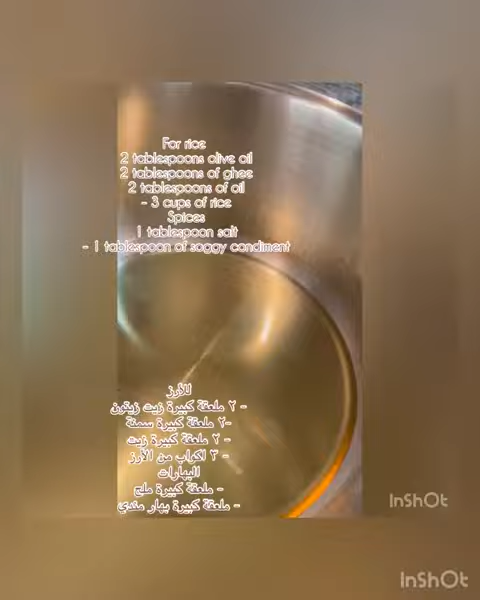 For rice
2 tablespoons olive oil
2 tablespoons of ghee
2 tablespoons of oil
- 3 cups of rice
Spices
1 tablespoon salt
- 1 tablespoon of soggy condiment
للأرز
- ٢ ملعقة كبيرة زيت زيتون
-٢ ملعقة كبيرة سمنة
- ٢ ملعقة كبيرة زيت
- ٣ اكواب من الأرز
البهارات
- ملعقة كبيرة ملح
- ملعقة كبيرة بهار مندي
InShOt
InShOt